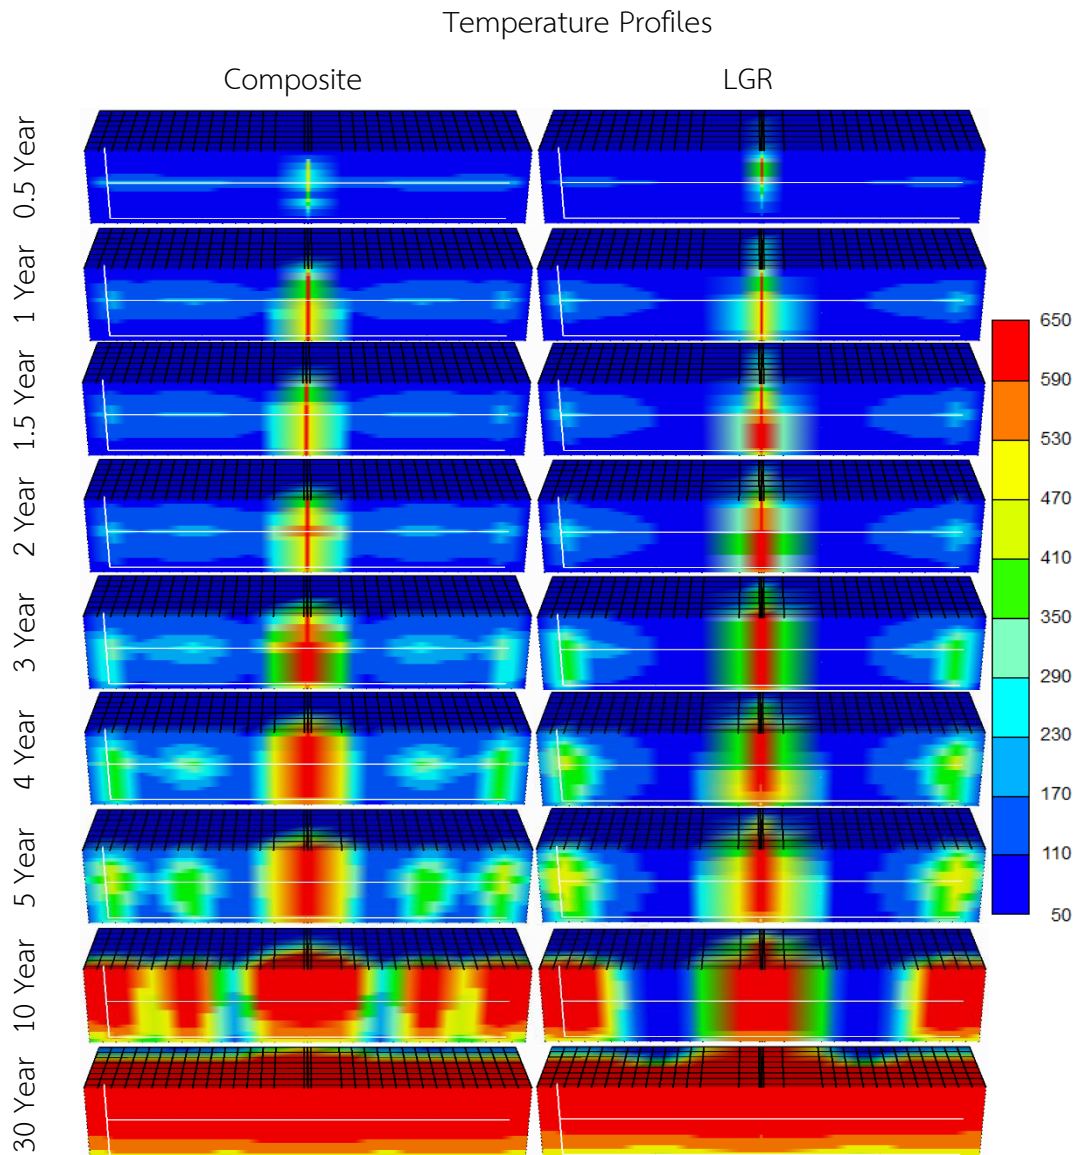 Temperature Profiles
Composite
LGR
0.5 Year
1 Year
1.5 Year
2 Year
3 Year
4 Year
5 Year
10 Year
30 Year
650
590
530
470
410
350
290
230
170
110
50